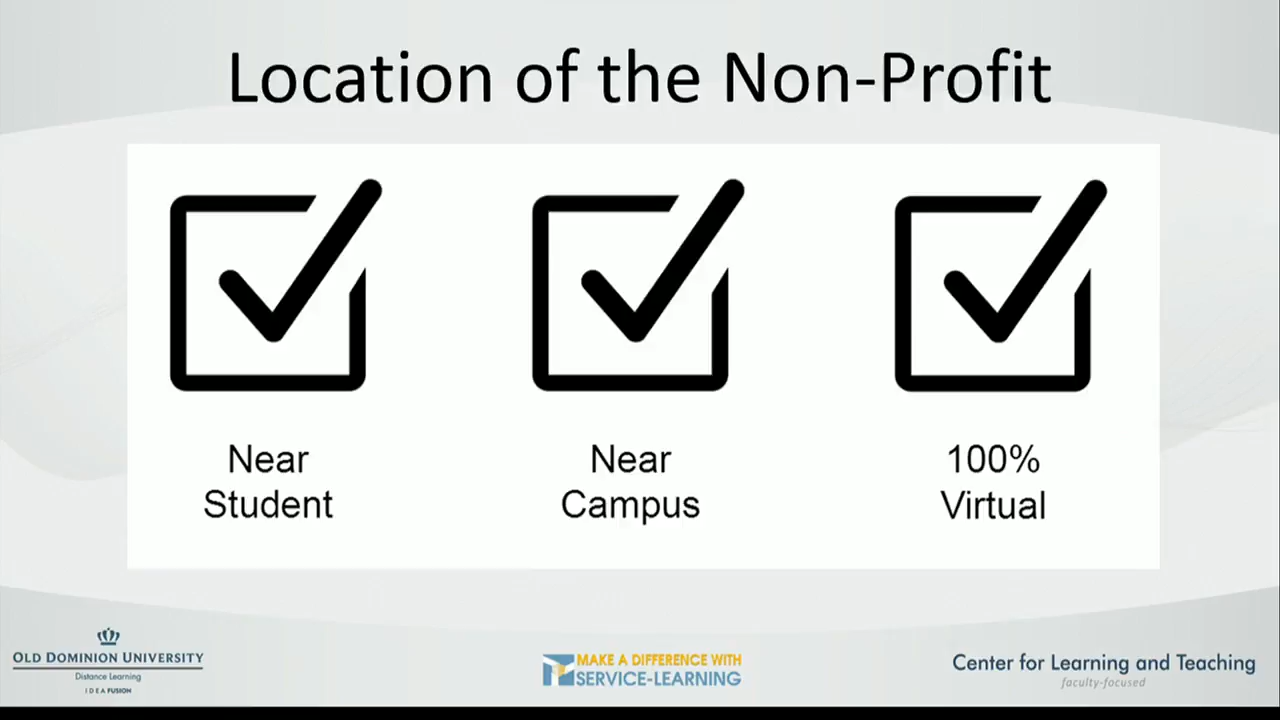 Location of the Non-Profit
Near
Student
Near
Campus
100%
Virtual
OLD DOMINION UNIVERSITY
Distance Learning
IDEA FUSION
MAKE A DIFFERENCE WITH
SERVICE-LEARNING
Center for Learning and Teaching
faculty-focused